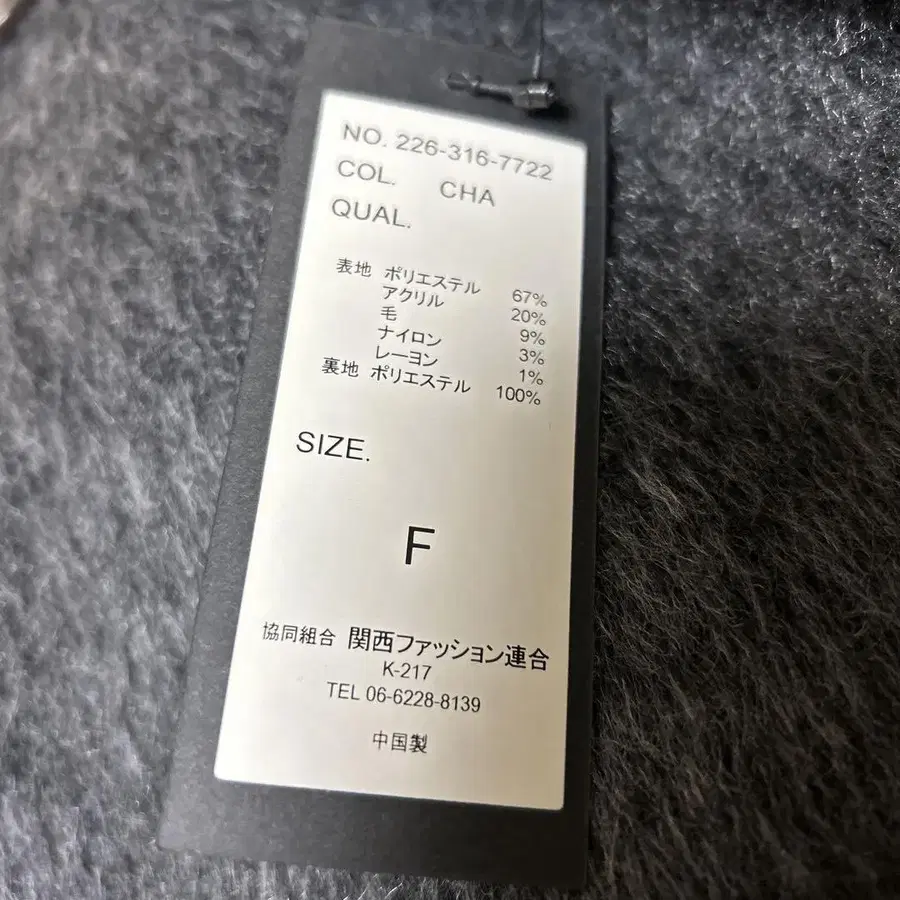 NO. 226-316-7722
COL. CHA
QUAL.
表地 ポリエステル 67%
アクリル 20%
毛 9%
ナイロン 3%
レーヨン 1%
裏地 ポリエステル 100%
SIZE.
F
協同組合 関西ファッション連合
K-217
TEL 06-6228-8139
中国製